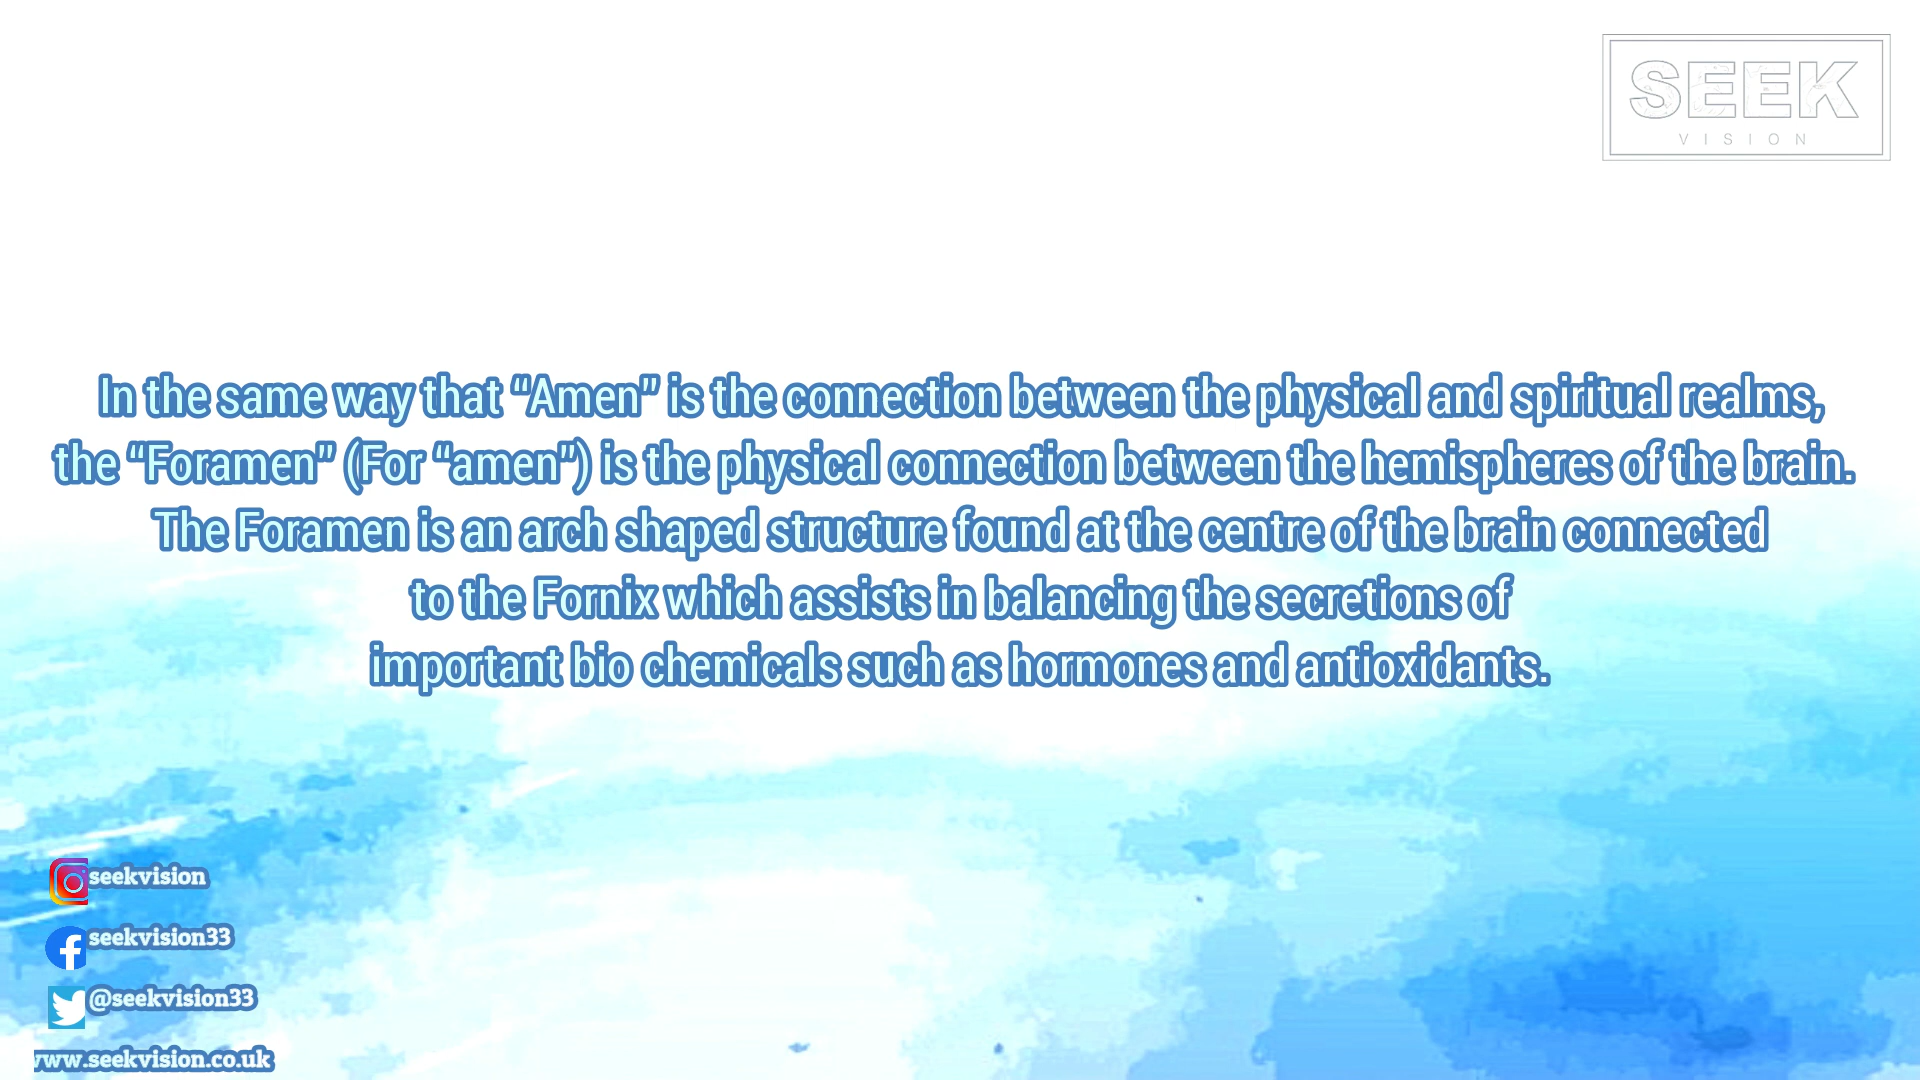 SEEK
VISION
In the same way that “Amen” is the connection between the physical and spiritual realms,
the “Foramen” (For “amen”) is the physical connection between the hemispheres of the brain.
The Foramen is an arch shaped structure found at the centre of the brain connected
to the Fornix which assists in balancing the secretions of
important bio chemicals such as hormones and antioxidants.
seekvision
seekvision33
@seekvision33
www.seekvision.co.uk